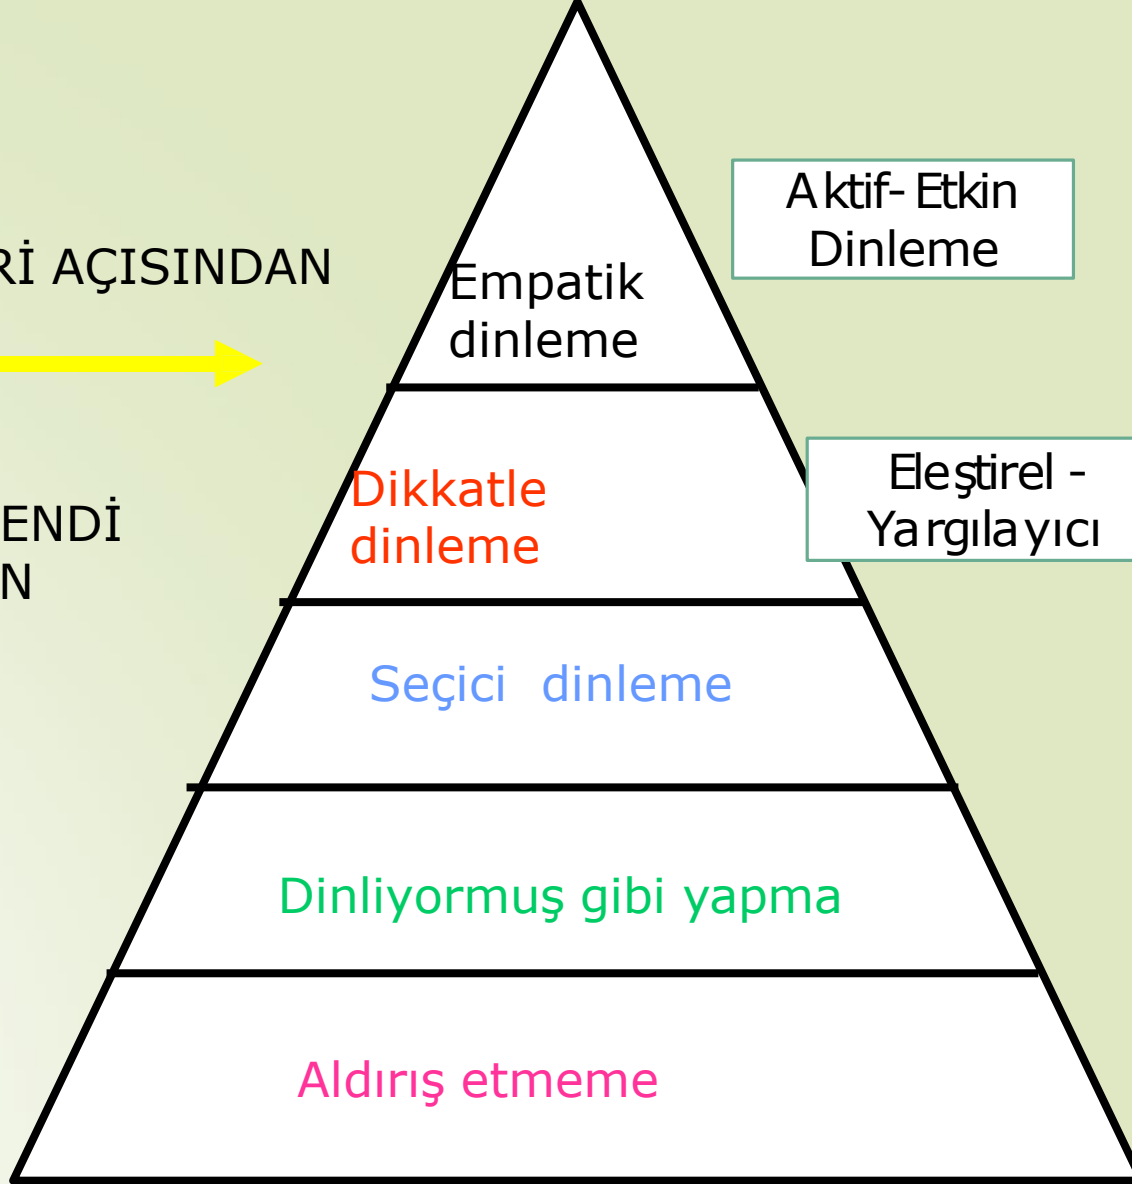 Aktif-Etkin
Dinleme
Rİ AÇISINDAN
Empatik
dinleme
Eleştirel -
Yargılayıcı
Dikkatle
dinleme
ENDİ
N
Seçici  dinleme
Dinliyormuş gibi yapma
Aldırış etmeme